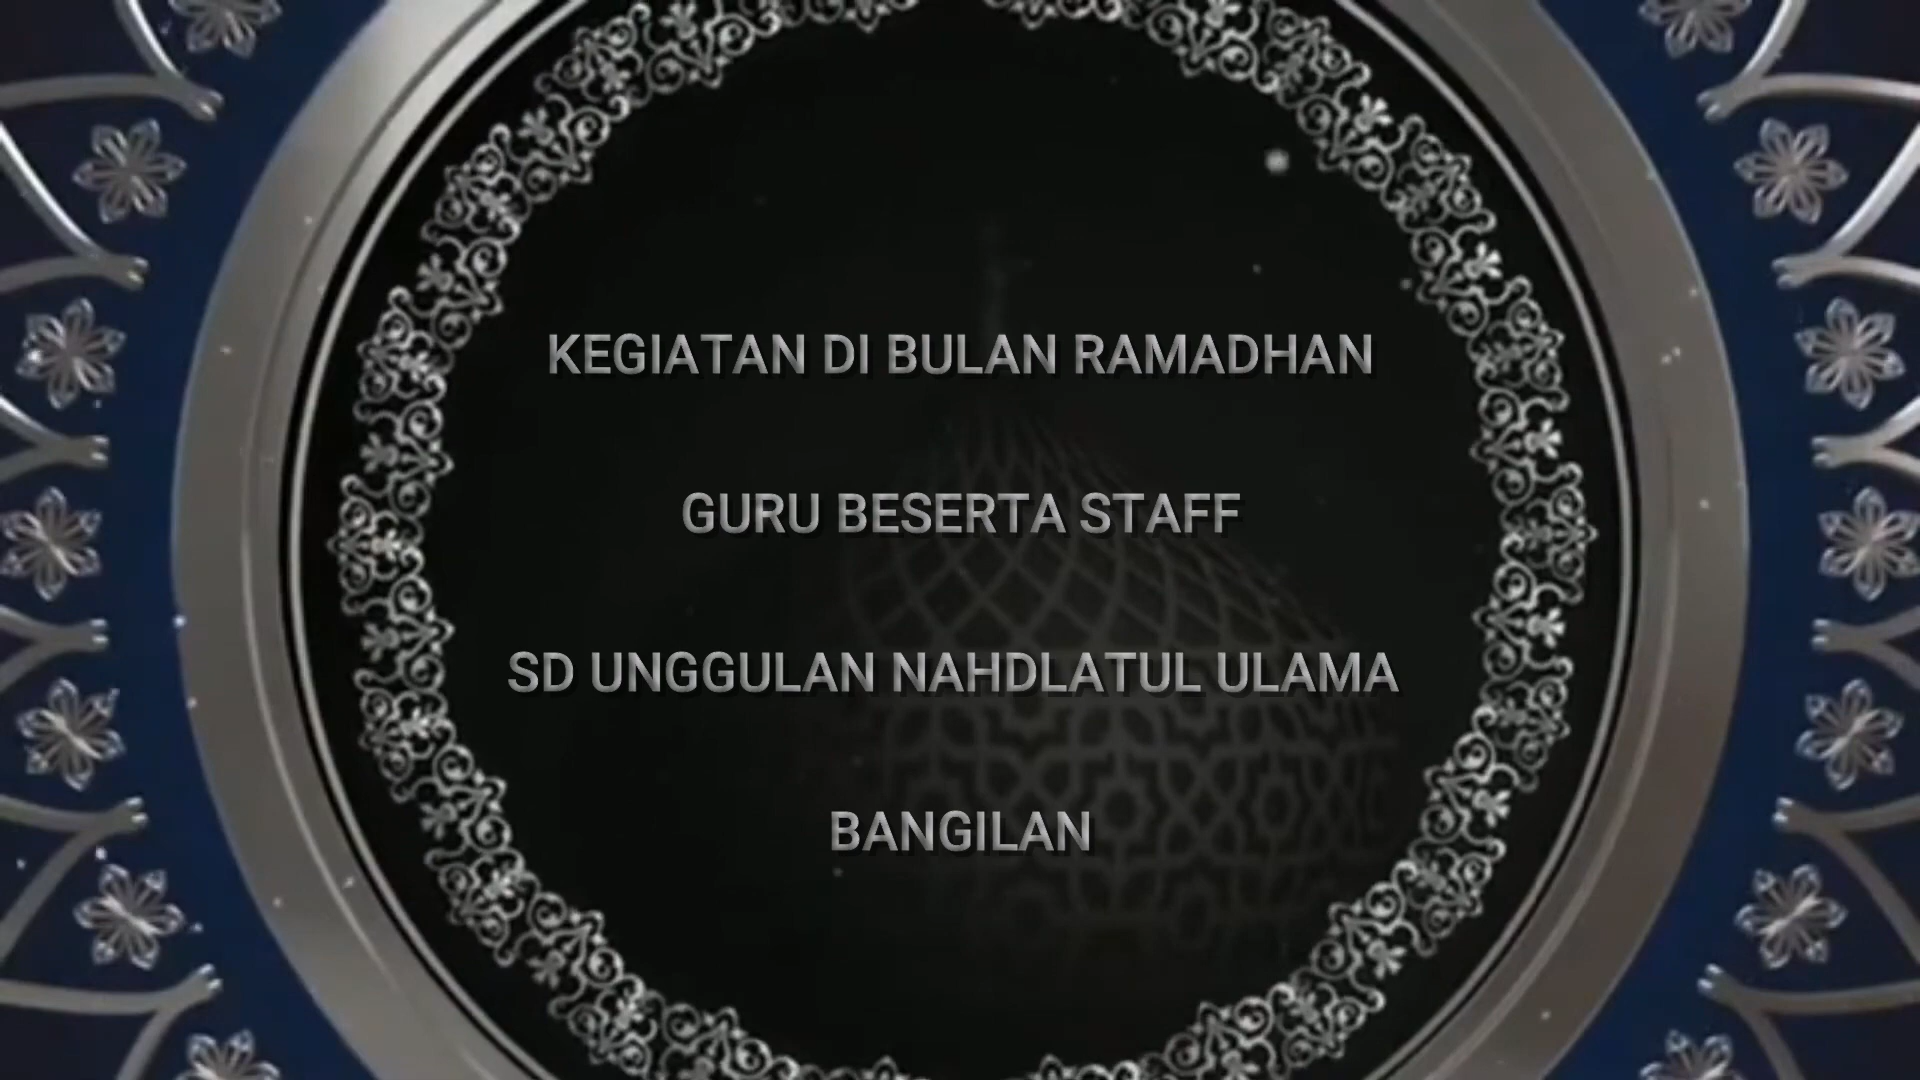 KEGIATAN DI BULAN RAMADHAN
GURU BESERTA STAFF
SD UNGGULAN NAHDLATUL ULAMA
BANGILAN